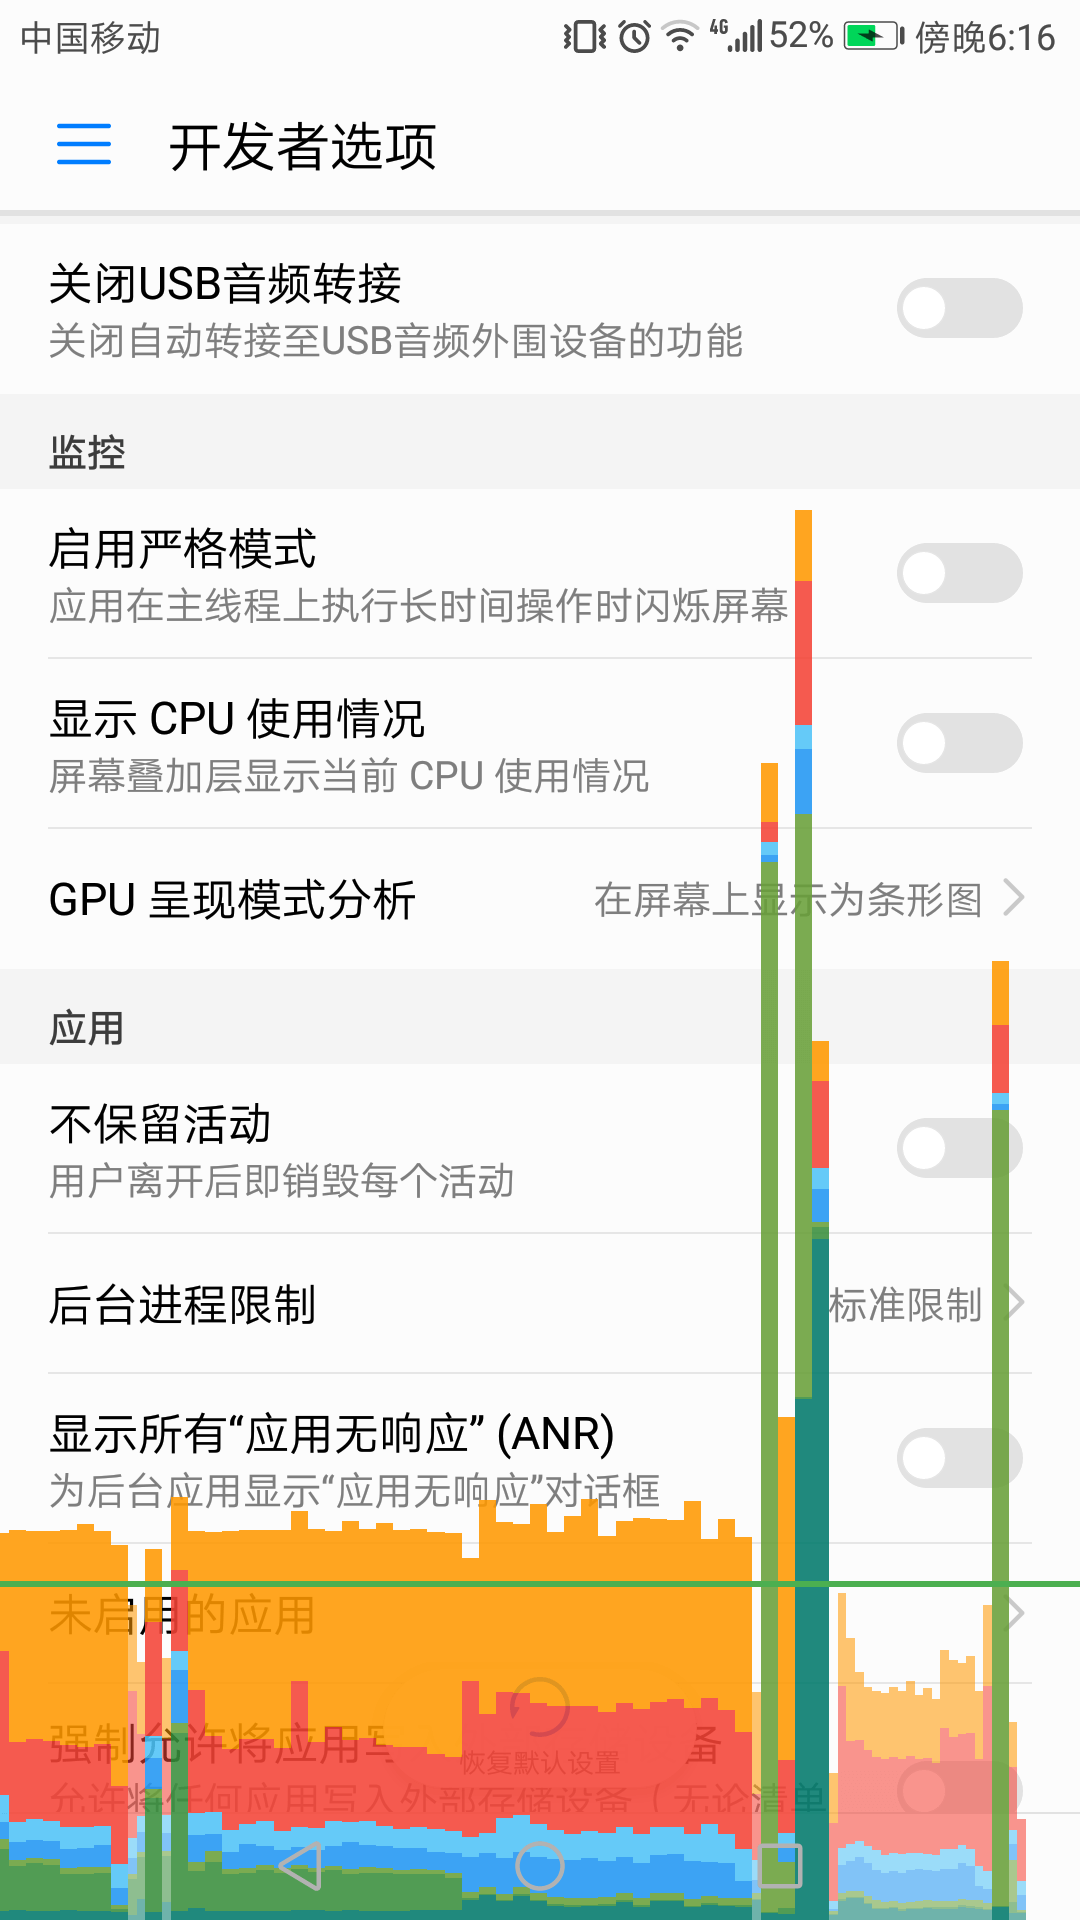 中国移动 4G 52% 傍晚6:16
开发者选项
关闭USB音频转接
关闭自动转接至USB音频外围设备的功能
监控
启用严格模式
应用在主线程上执行长时间操作时闪烁屏幕
显示 CPU 使用情况
屏幕叠加层显示当前 CPU 使用情况
GPU 呈现模式分析 在屏幕上显示为条形图
应用
不保留活动
用户离开后即销毁每个活动
后台进程限制 标准限制
显示所有“应用无响应” (ANR)
为后台应用显示“应用无响应”对话框
未启用的应用
强制允许将应用写 备
恢复默认设置
允许将任何应用写入外部存储设备（无论清单